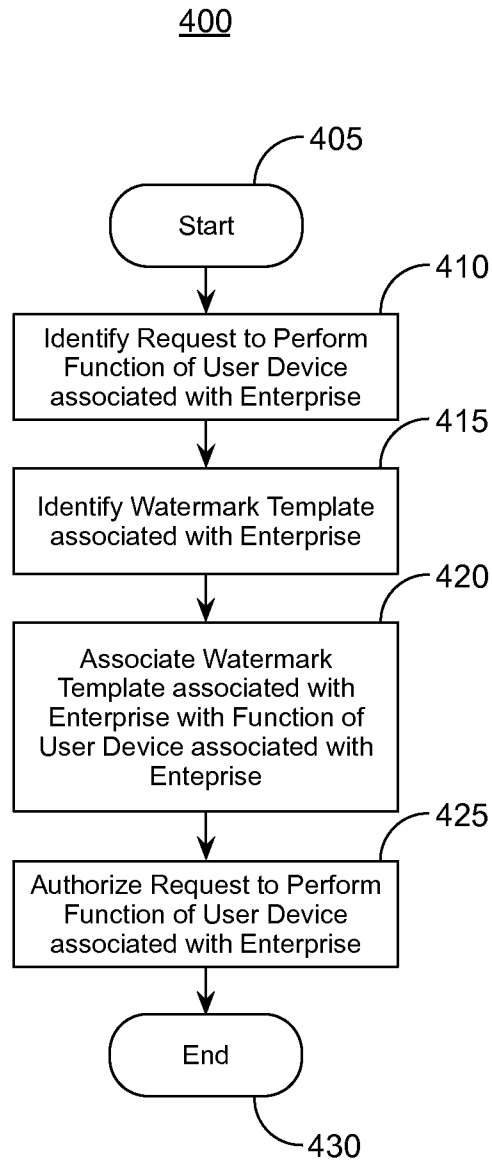 400
405
Start
410
Identify Request to Perform
Function of User Device
associated with Enterprise
415
Identify Watermark Template
associated with Enterprise
420
Associate Watermark
Template associated with
Enterprise with Function of
User Device associated with
Enteprise
425
Authorize Request to Perform
Function of User Device
associated with Enterprise
End
430